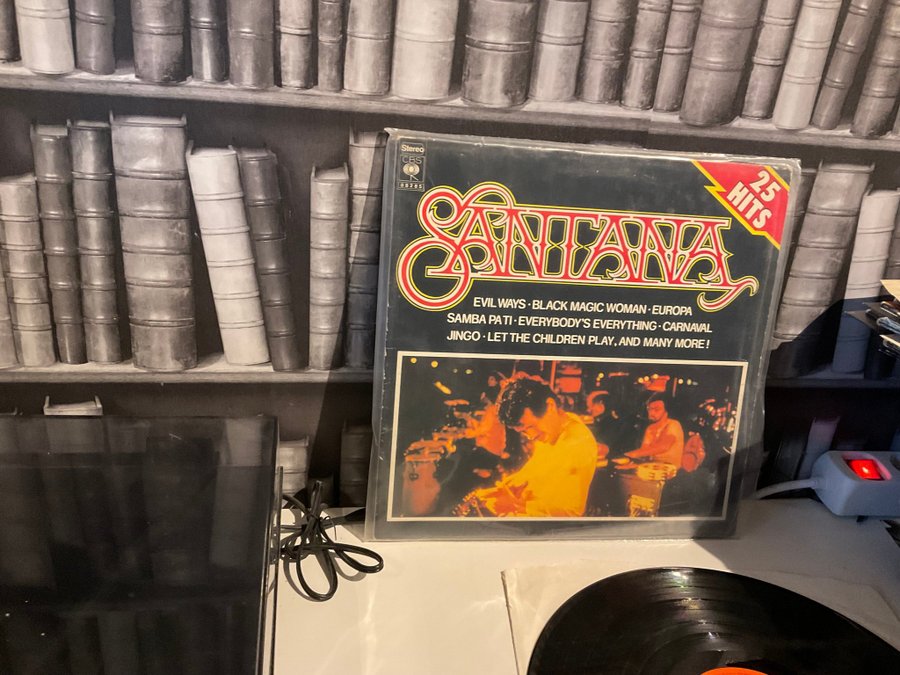 Stereo
CBS
25
HITS
SANTANA
EVIL WAYS · BLACK MAGIC WOMAN · EUROPA
SAMBA PA TI · EVERYBODY'S EVERYTHING · CARNAVAL
JINGO · LET THE CHILDREN PLAY, AND MANY MORE!